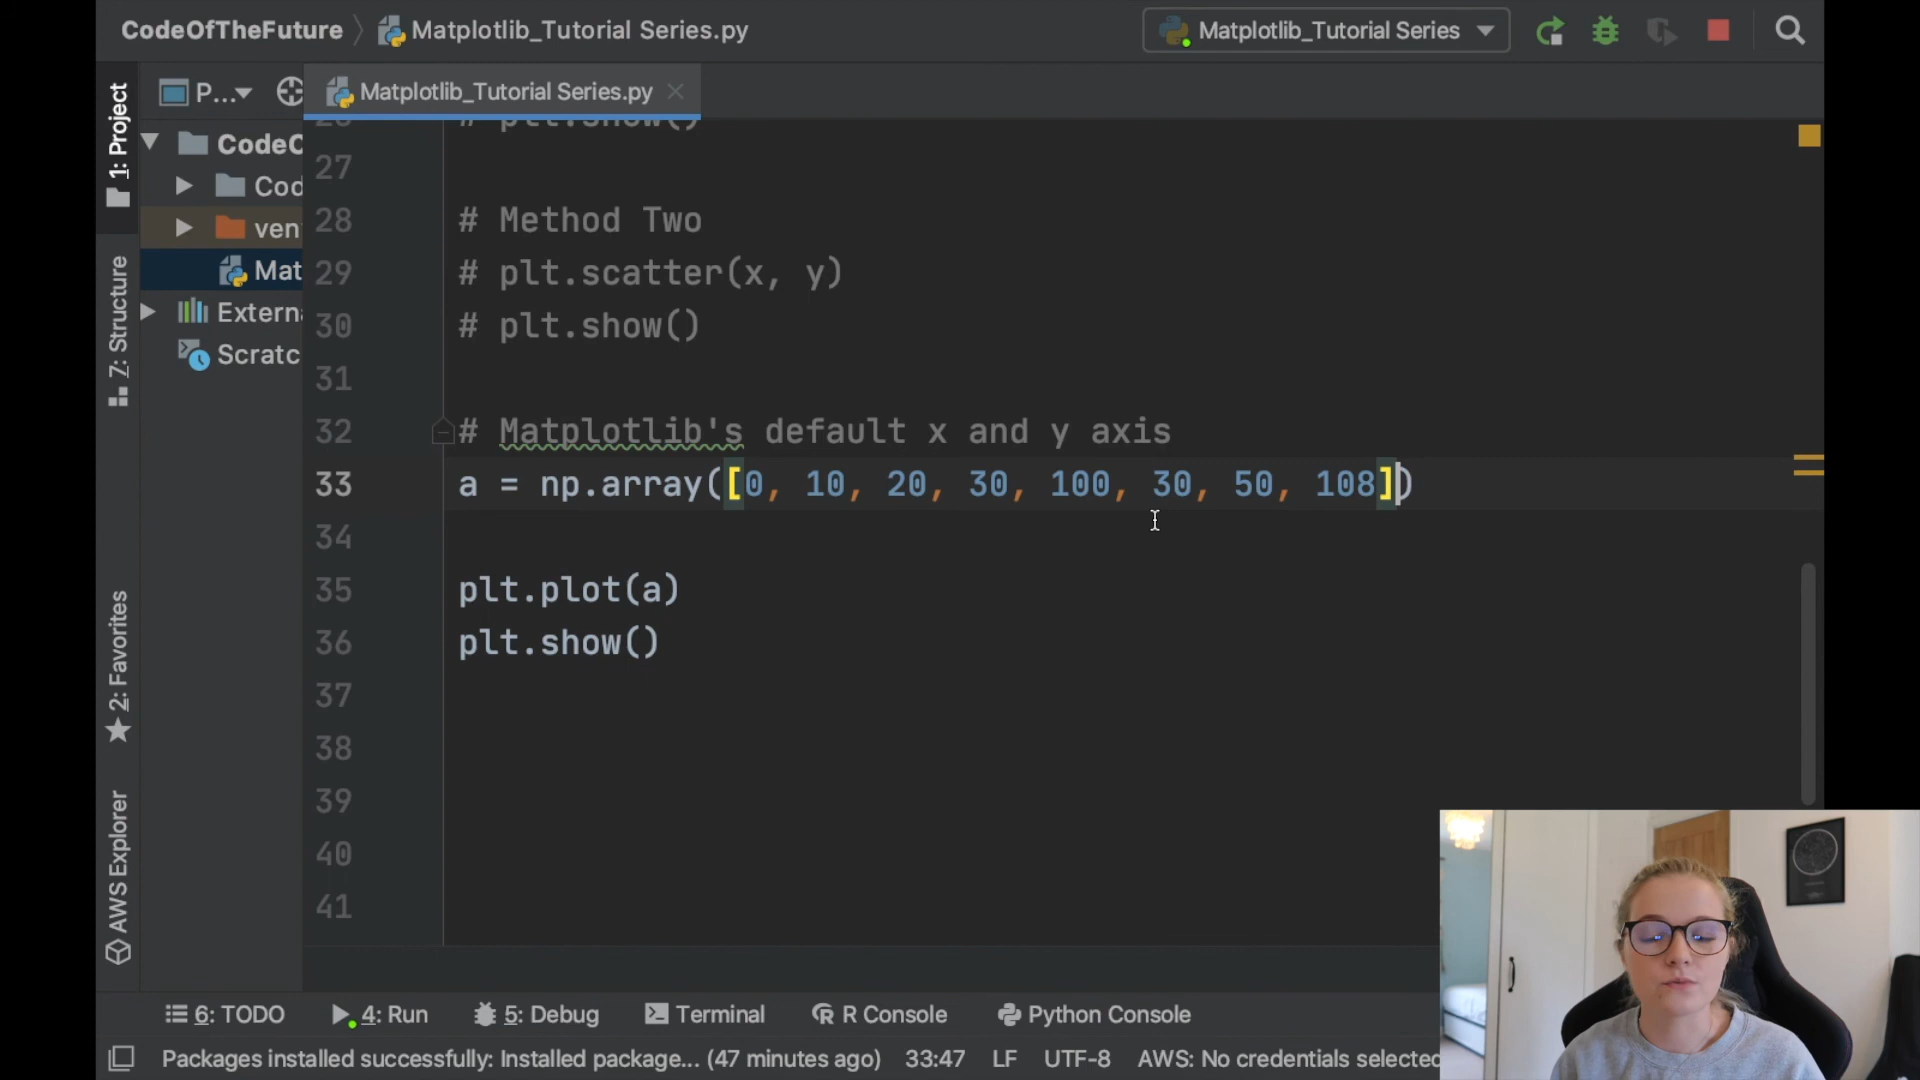 CodeOfTheFuture
Matplotlib_Tutorial Series.py
Matplotlib_Tutorial Series
1: Project
P...
Matplotlib_Tutorial Series.py
CodeO
Cod
ven
Mat
Extern
Scratc
7: Structure
2: Favorites
AWS Explorer
26 # plt.show()
27
28 # Method Two
29 # plt.scatter(x, y)
30 # plt.show()
31
32 # Matplotlib's default x and y axis
33 a = np.array([0, 10, 20, 30, 100, 30, 50, 108])
34
35 plt.plot(a)
36 plt.show()
37
38
39
40
41
6: TODO
4: Run
5: Debug
Terminal
R Console
Python Console
Packages installed successfully: Installed package... (47 minutes ago)
33:47
LF
UTF-8
AWS: No credentials selected